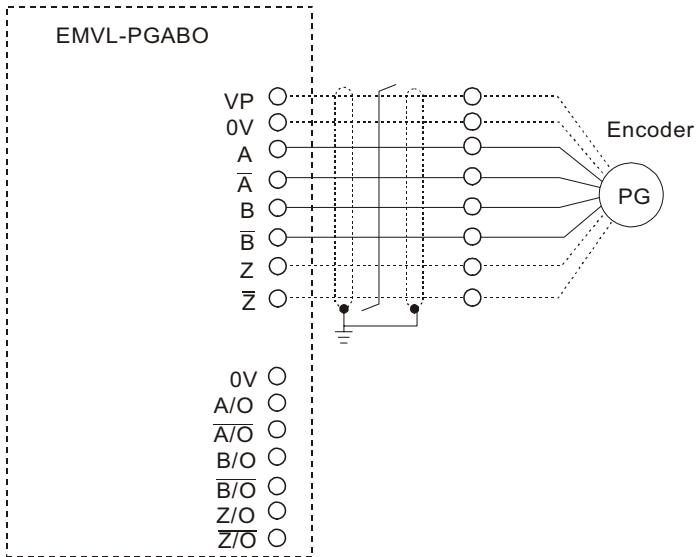 EMVL-PGABO
VP
0V
A
A̅
B
B̅
Z
Z̅
Encoder
PG
0V
A/O
A̅/̅O̅
B/O
B̅/̅O̅
Z/O
Z̅/̅O̅